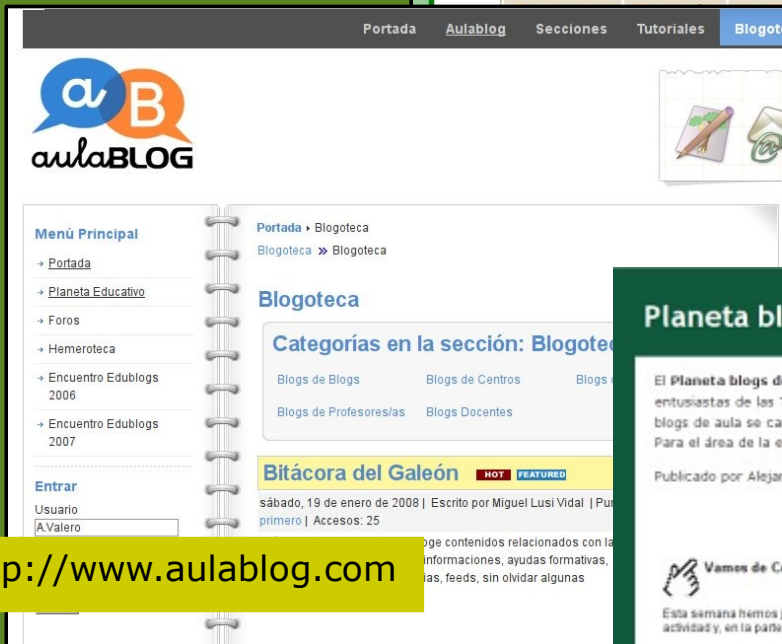 Portada Aulablog Secciones Tutoriales Blogot
aB
aulaBLOG
Menú Principal
Portada
Planeta Educativo
Foros
Hemeroteca
Encuentro Edublogs
2006
Encuentro Edublogs
2007
Entrar
Usuario
A.Valero
Portada Blogoteca
Blogoteca » Blogoteca
Blogoteca
Categorías en la sección: Blogotec
Blogs de Blogs Blogs de Centros Blogs
Blogs de Profesores/as Blogs Docentes
Bitácora del Galeón HOT FEATURED
sábado, 19 de enero de 2008 | Escrito por Miguel Lusi Vidal | Pu
primero | Accesos: 25
oge contenidos relacionados con la
informaciones, ayudas formativas,
ias, feeds, sin olvidar algunas
p://www.aulablog.com
Planeta bl
El Planeta blogs d
entusiastas de las
blogs de aula se ca
Para el área de la e
Publicado por Alejan
Vamos de C
Esta semana hemos
actividad y, en la parte